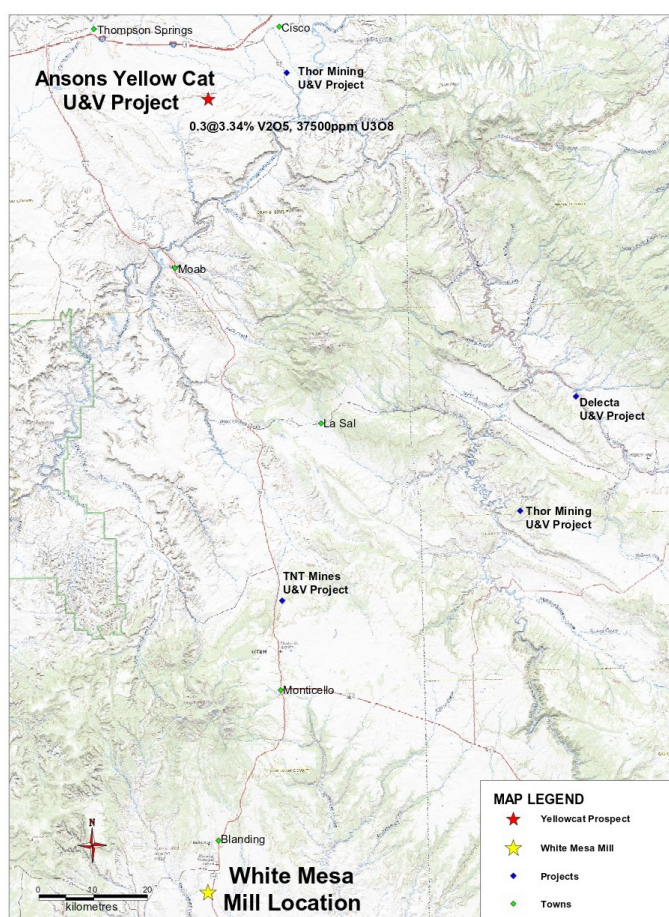 Thompson Springs
Cisco
Ansons Yellow Cat
U&V Project
Thor Mining
U&V Project
0.3@3.34% V2O5, 37500ppm U3O8
Moab
Delecta
U&V Project
La Sal
Thor Mining
U&V Project
TNT Mines
U&V Project
Monticello
Blanding
White Mesa
Mill Location
N
0 10 20
kilometres
MAP LEGEND
Yellowcat Prospect
White Mesa Mill
Projects
Towns